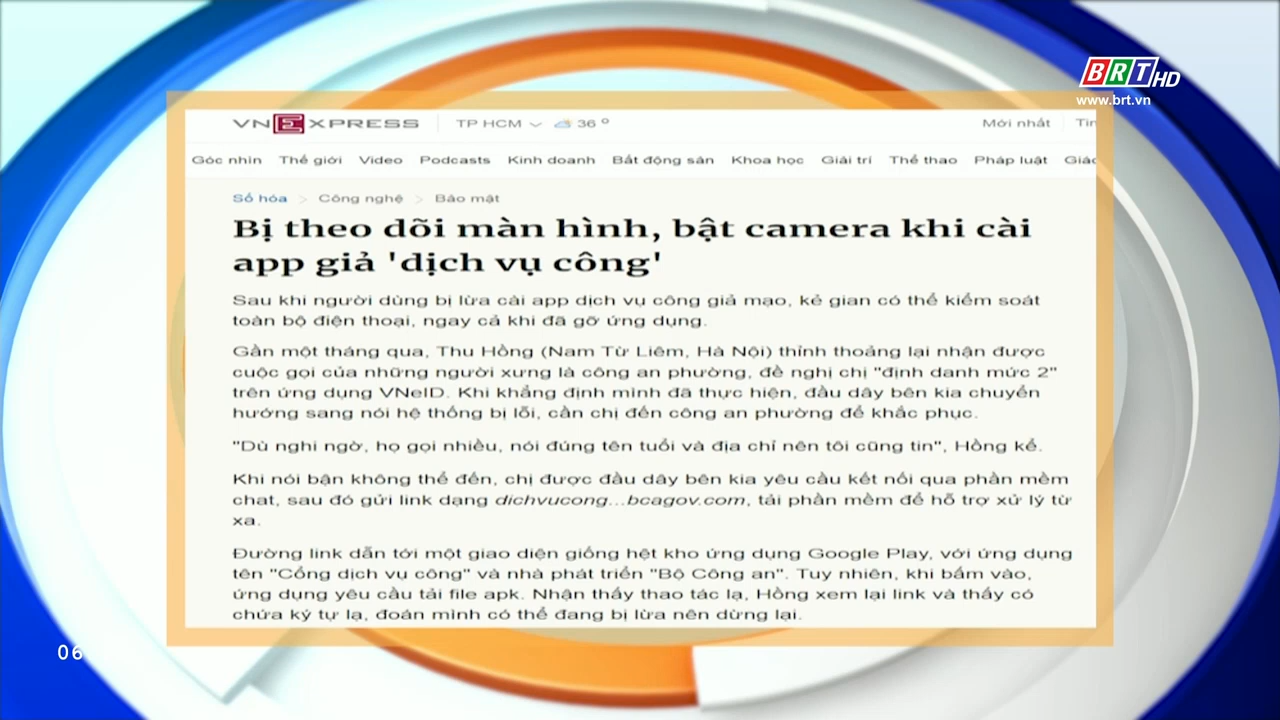 BRT HD
www.brt.vn
VNEXPRESS TP HCM 36 º Mới nhất
Góc nhìn Thế giới Video Podcasts Kinh doanh Bất động sản Khoa học Giải trí Thể thao Pháp luật
Số hóa > Công nghệ > Bảo mật
Bị theo dõi màn hình, bật camera khi cài
app giả 'dịch vụ công'
Sau khi người dùng bị lừa cài app dịch vụ công giả mạo, kẻ gian có thể kiểm soát
toàn bộ điện thoại, ngay cả khi đã gỡ ứng dụng.
Gần một tháng qua, Thu Hồng (Nam Từ Liêm, Hà Nội) thỉnh thoảng lại nhận được
cuộc gọi của những người xưng là công an phường, đề nghị chị "định danh mức 2"
trên ứng dụng VNeID. Khi khẳng định mình đã thực hiện, đầu dây bên kia chuyển
hướng sang nói hệ thống bị lỗi, cần chị đến công an phường để khắc phục.
"Dù nghi ngờ, họ gọi nhiều, nói đúng tên tuổi và địa chỉ nên tôi cũng tin", Hồng kể.
Khi nói bận không thể đến, chị được đầu dây bên kia yêu cầu kết nối qua phần mềm
chat, sau đó gửi link dạng dichvucong...bcagov.com, tải phần mềm để hỗ trợ xử lý từ
xa.
Đường link dẫn tới một giao diện giống hệt kho ứng dụng Google Play, với ứng dụng
tên "Cổng dịch vụ công" và nhà phát triển "Bộ Công an". Tuy nhiên, khi bấm vào,
ứng dụng yêu cầu tải file apk. Nhận thấy thao tác lạ, Hồng xem lại link và thấy có
chứa ký tự lạ, đoán mình có thể đang bị lừa nên dừng lại.
06